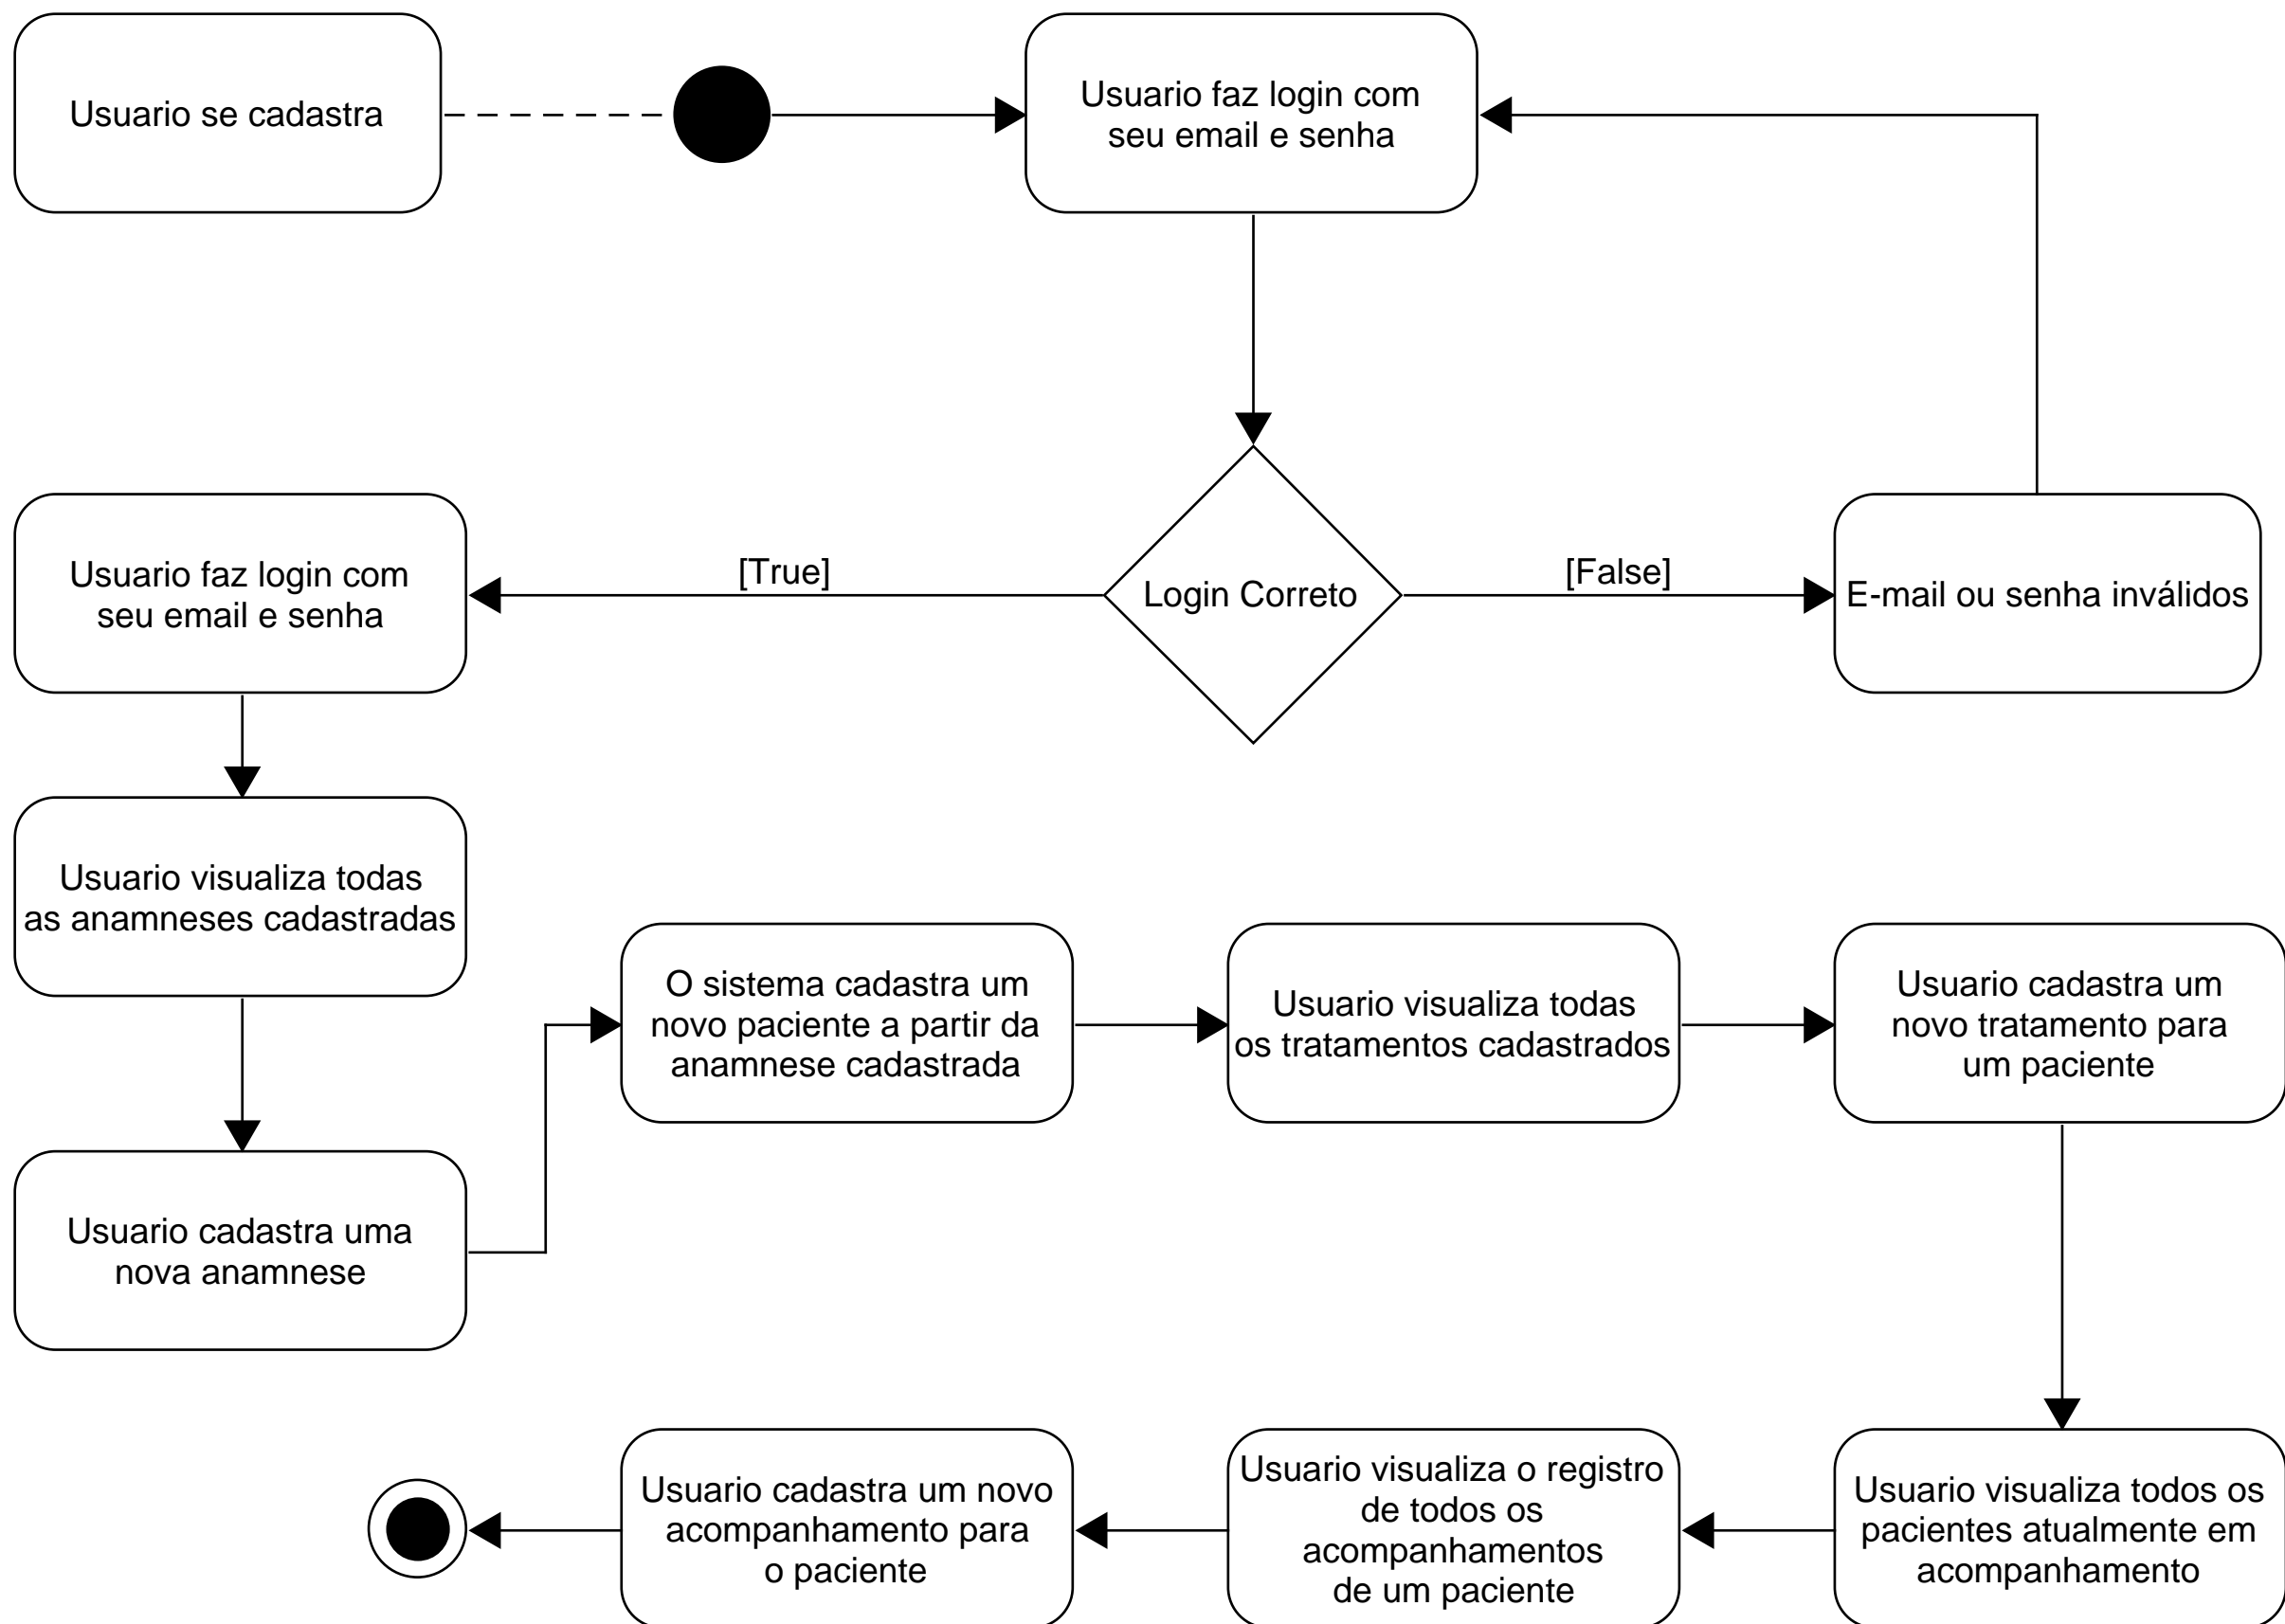 Usuario se cadastra
Usuario faz login com
seu email e senha
Usuario faz login com
seu email e senha
[True]
Login Correto
[False]
E-mail ou senha inválidos
Usuario visualiza todas
as anamneses cadastradas
O sistema cadastra um
novo paciente a partir da
anamnese cadastrada
Usuario visualiza todas
os tratamentos cadastrados
Usuario cadastra um
novo tratamento para
um paciente
Usuario cadastra uma
nova anamnese
Usuario cadastra um novo
acompanhamento para
o paciente
Usuario visualiza o registro
de todos os
acompanhamentos
de um paciente
Usuario visualiza todos os
pacientes atualmente em
acompanhamento